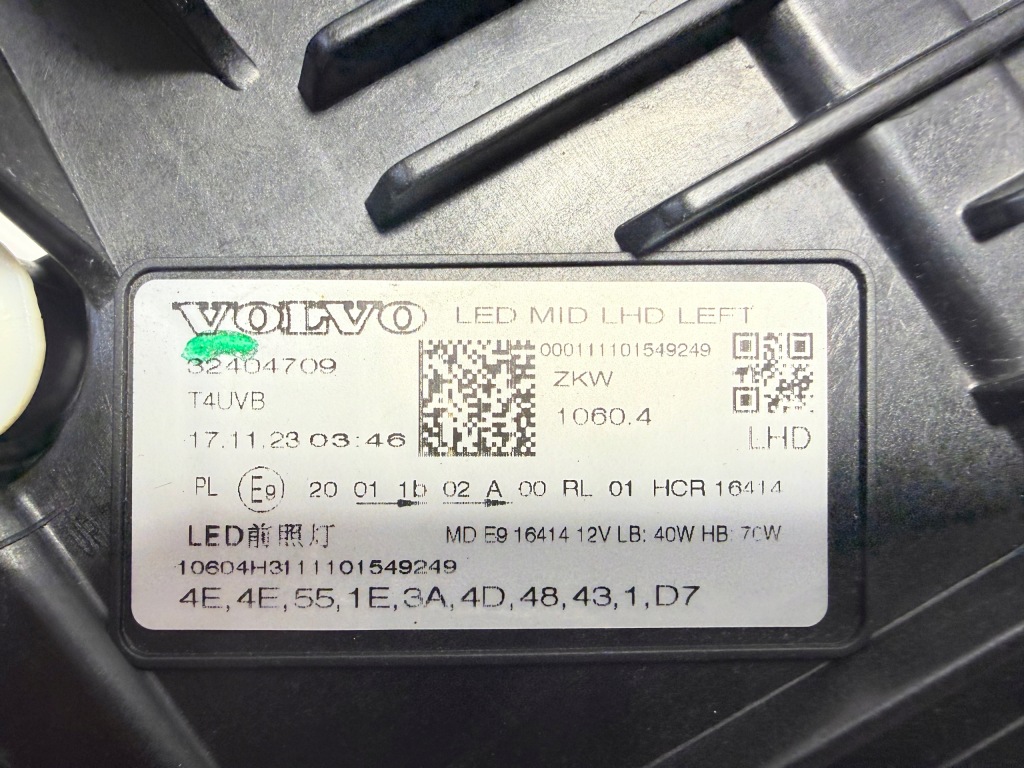 VOLVO LED MID LHD LEFT
32404709
000111101549249
T4UVB
ZKW
1060.4
17.11.23 03:46
LHD
PL E9 20 01 1b 02 A 00 RL 01 HCR 16414
LED前照灯 MD E9 16414 12V LB: 40W HB: 70W
10604H3111101549249
4E,4E,55,1E,3A,4D,48,43,1,D7